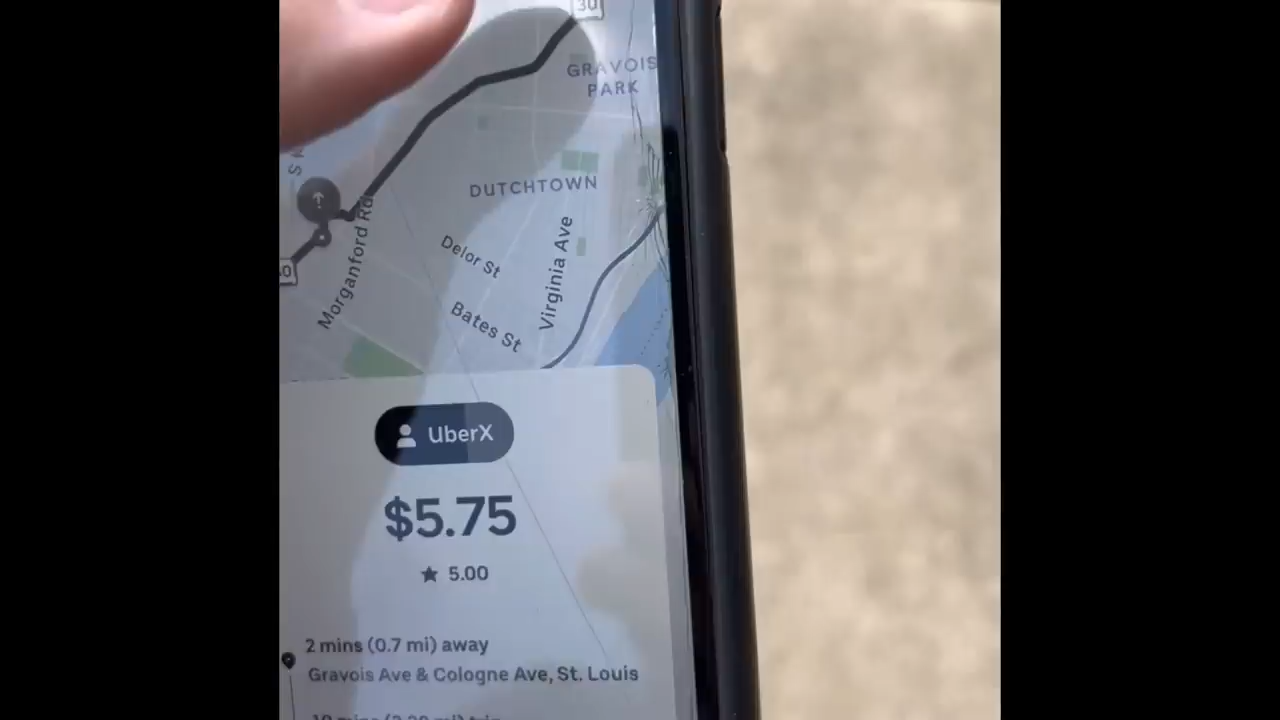 30
GRAVOIS
PARK
S
DUTCHTOWN
Morganford Rd
Delor St
Virginia Ave
Bates St
UberX
$5.75
★ 5.00
2 mins (0.7 mi) away
Gravois Ave & Cologne Ave, St. Louis